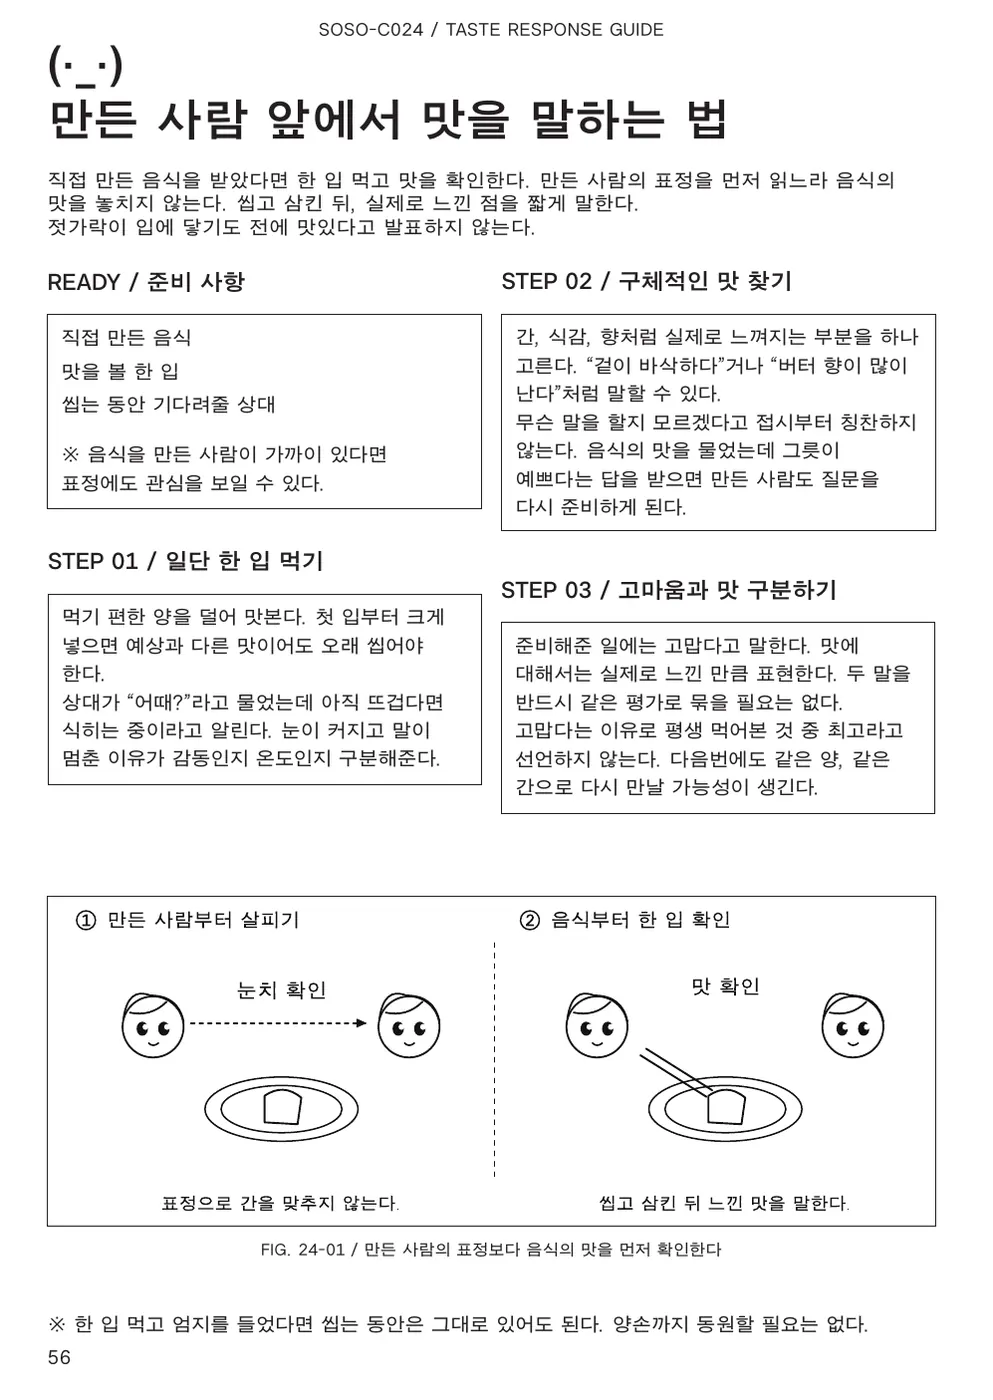 SOSO-C024 / TASTE RESPONSE GUIDE
(·_·)
만든 사람 앞에서 맛을 말하는 법
직접 만든 음식을 받았다면 한 입 먹고 맛을 확인한다. 만든 사람의 표정을 먼저 읽느라 음식의
맛을 놓치지 않는다. 씹고 삼킨 뒤, 실제로 느낀 점을 짧게 말한다.
젓가락이 입에 닿기도 전에 맛있다고 발표하지 않는다.
READY / 준비 사항
직접 만든 음식
맛을 볼 한 입
씹는 동안 기다려줄 상대
※ 음식을 만든 사람이 가까이 있다면
표정에도 관심을 보일 수 있다.
STEP 01 / 일단 한 입 먹기
먹기 편한 양을 덜어 맛본다. 첫 입부터 크게
넣으면 예상과 다른 맛이어도 오래 씹어야
한다.
상대가 “어때?”라고 물었는데 아직 뜨겁다면
식히는 중이라고 알린다. 눈이 커지고 말이
멈춘 이유가 감동인지 온도인지 구분해준다.
STEP 02 / 구체적인 맛 찾기
간, 식감, 향처럼 실제로 느껴지는 부분을 하나
고른다. “겉이 바삭하다”거나 “버터 향이 많이
난다”처럼 말할 수 있다.
무슨 말을 할지 모르겠다고 접시부터 칭찬하지
않는다. 음식의 맛을 물었는데 그릇이
예쁘다는 답을 받으면 만든 사람도 질문을
다시 준비하게 된다.
STEP 03 / 고마움과 맛 구분하기
준비해준 일에는 고맙다고 말한다. 맛에
대해서는 실제로 느낀 만큼 표현한다. 두 말을
반드시 같은 평가로 묶을 필요는 없다.
고맙다는 이유로 평생 먹어본 것 중 최고라고
선언하지 않는다. 다음번에도 같은 양, 같은
간으로 다시 만날 가능성이 생긴다.
① 만든 사람부터 살피기
눈치 확인
표정으로 간을 맞추지 않는다.
② 음식부터 한 입 확인
맛 확인
씹고 삼킨 뒤 느낀 맛을 말한다.
FIG. 24-01 / 만든 사람의 표정보다 음식의 맛을 먼저 확인한다
※ 한 입 먹고 엄지를 들었다면 씹는 동안은 그대로 있어도 된다. 양손까지 동원할 필요는 없다.
56